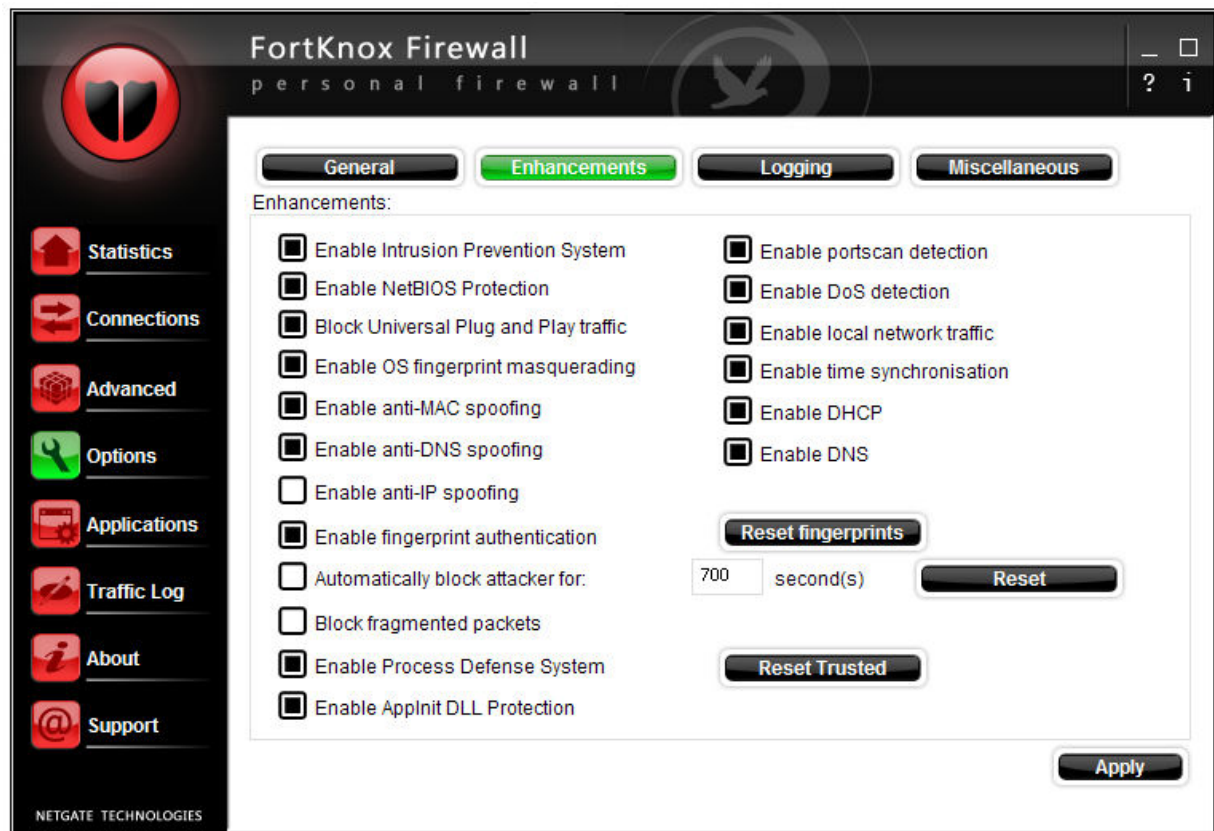 FortKnox Firewall
personal firewall
? i
General
Enhancements
Logging
Miscellaneous
Enhancements:
Statistics
Connections
Advanced
Options
Applications
Traffic Log
About
Support
NETGATE TECHNOLOGIES
Enable Intrusion Prevention System
Enable NetBIOS Protection
Block Universal Plug and Play traffic
Enable OS fingerprint masquerading
Enable anti-MAC spoofing
Enable anti-DNS spoofing
Enable anti-IP spoofing
Enable fingerprint authentication
Automatically block attacker for:
700 second(s)
Reset
Block fragmented packets
Enable Process Defense System
Enable AppInit DLL Protection
Enable portscan detection
Enable DoS detection
Enable local network traffic
Enable time synchronisation
Enable DHCP
Enable DNS
Reset fingerprints
Reset Trusted
Apply